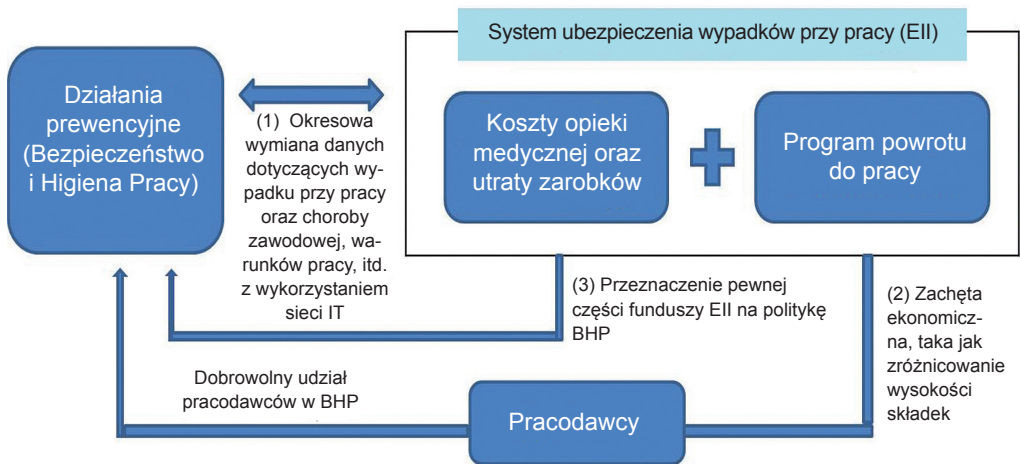 System ubezpieczenia wypadków przy pracy (EII)
Działania
prewencyjne
(Bezpieczeństwo
i Higiena Pracy)
(1) Okresowa
wymiana danych
dotyczących wy-
padku przy pracy
oraz choroby
zawodowej, wa-
runków pracy, itd.
z wykorzystaniem
sieci IT
Koszty opieki
medycznej oraz
utraty zarobków
Program powrotu
do pracy
(3) Przeznaczenie pewnej
części funduszy EII na politykę
BHP
(2) Zachęta
ekonomicz-
na, taka jak
zróżnicowanie
wysokości
składek
Dobrowolny udział
pracodawców w BHP
Pracodawcy